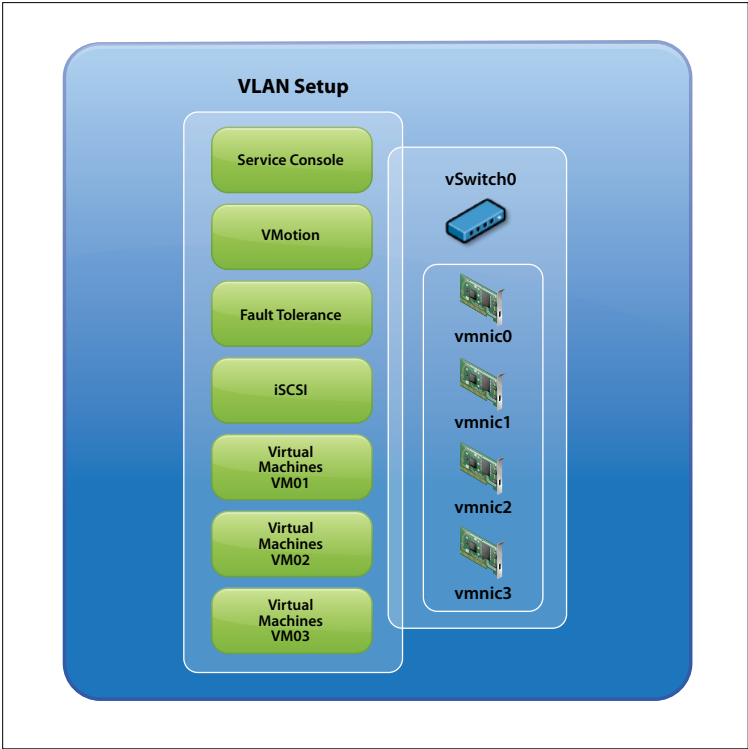 VLAN Setup
Service Console
VMotion
Fault Tolerance
iSCSI
Virtual
Machines
VM01
Virtual
Machines
VM02
Virtual
Machines
VM03
vSwitch0
vmnic0
vmnic1
vmnic2
vmnic3